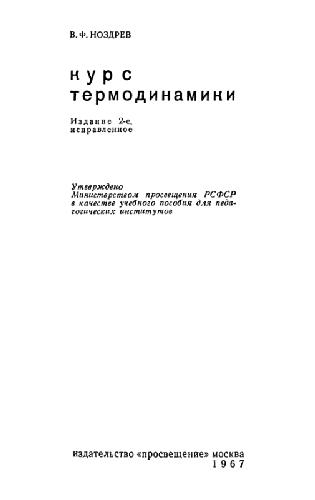 В. Ф. НОЗДРЕВ
курс
термодинамики
Издание 2-е,
исправленное
Утверждено
Министерством просвещения РСФСР
в качестве учебного пособия для педа-
гогических институтов
издательство «просвещение» москва
1967